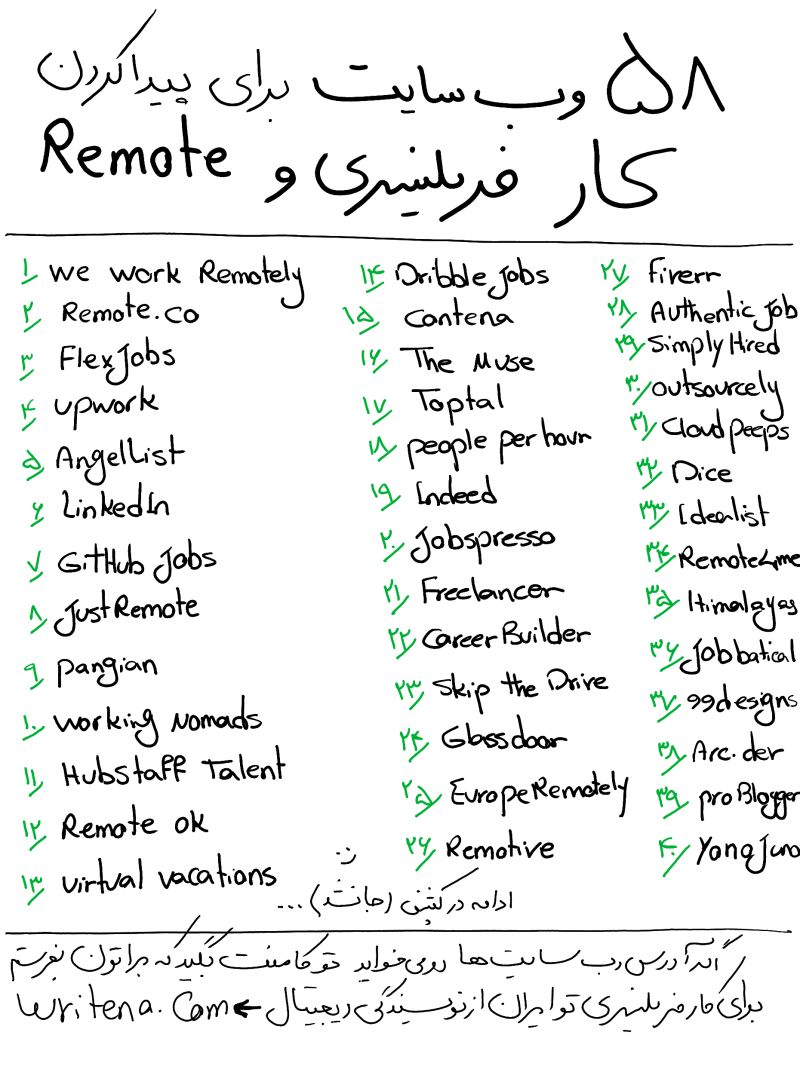 ۵۸ وب سایت برای پیدا کردن
کار فریلنسری و Remote
۱ we work Remotely
۲ Remote.co
۳ FlexJobs
۴ upwork
۵ AngelList
۶ LinkedIn
۷ GitHub Jobs
۸ JustRemote
۹ pangian
۱۰ working Nomads
۱۱ Hubstaff Talent
۱۲ Remote ok
۱۳ virtual vacations
۱۴ Dribble Jobs
۱۵ Contena
۱۶ The Muse
۱۷ Toptal
۱۸ people per hour
۱۹ Indeed
۲۰ Jobspresso
۲۱ Freelancer
۲۲ Career Builder
۲۳ Skip the Drive
۲۴ Glassdoor
۲۵ Europe Remotely
۲۶ Remotive
۲۷ fiverr
۲۸ Authentic Job
۲۹ Simply Hired
۳۰ outsourcely
۳۱ Cloud peeps
۳۲ Dice
۳۳ Idealist
۳۴ Remote4me
۳۵ Himalayas
۳۶ Jobbatical
۳۷ 99designs
۳۸ Arc.dev
۳۹ proBlogger
۴۰ YongJuno
ادامه در کپشن (جا نشد) ...
اگه آدرس وب سایت ها رو می خواید تو کامنت بگید که براتون بفرستم
برای کار فریلنسری تو ایران از نویسندگی دیجیتال ← writena.com